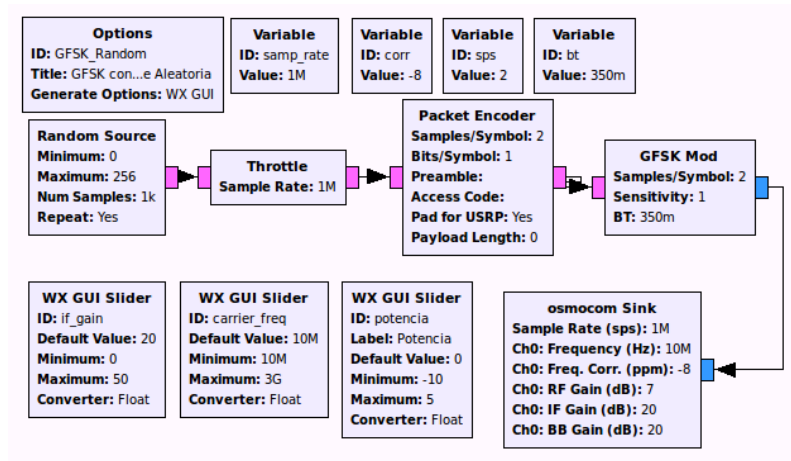 Options
ID: GFSK_Random
Title: GFSK con...e Aleatoria
Generate Options: WX GUI
Variable
ID: samp_rate
Value: 1M
Variable
ID: corr
Value: -8
Variable
ID: sps
Value: 2
Variable
ID: bt
Value: 350m
Random Source
Minimum: 0
Maximum: 256
Num Samples: 1k
Repeat: Yes
Throttle
Sample Rate: 1M
Packet Encoder
Samples/Symbol: 2
Bits/Symbol: 1
Preamble:
Access Code:
Pad for USRP: Yes
Payload Length: 0
GFSK Mod
Samples/Symbol: 2
Sensitivity: 1
BT: 350m
WX GUI Slider
ID: if_gain
Default Value: 20
Minimum: 0
Maximum: 50
Converter: Float
WX GUI Slider
ID: carrier_freq
Default Value: 10M
Minimum: 10M
Maximum: 3G
Converter: Float
WX GUI Slider
ID: potencia
Label: Potencia
Default Value: 0
Minimum: -10
Maximum: 5
Converter: Float
osmocom Sink
Sample Rate (sps): 1M
Ch0: Frequency (Hz): 10M
Ch0: Freq. Corr. (ppm): -8
Ch0: RF Gain (dB): 7
Ch0: IF Gain (dB): 20
Ch0: BB Gain (dB): 20